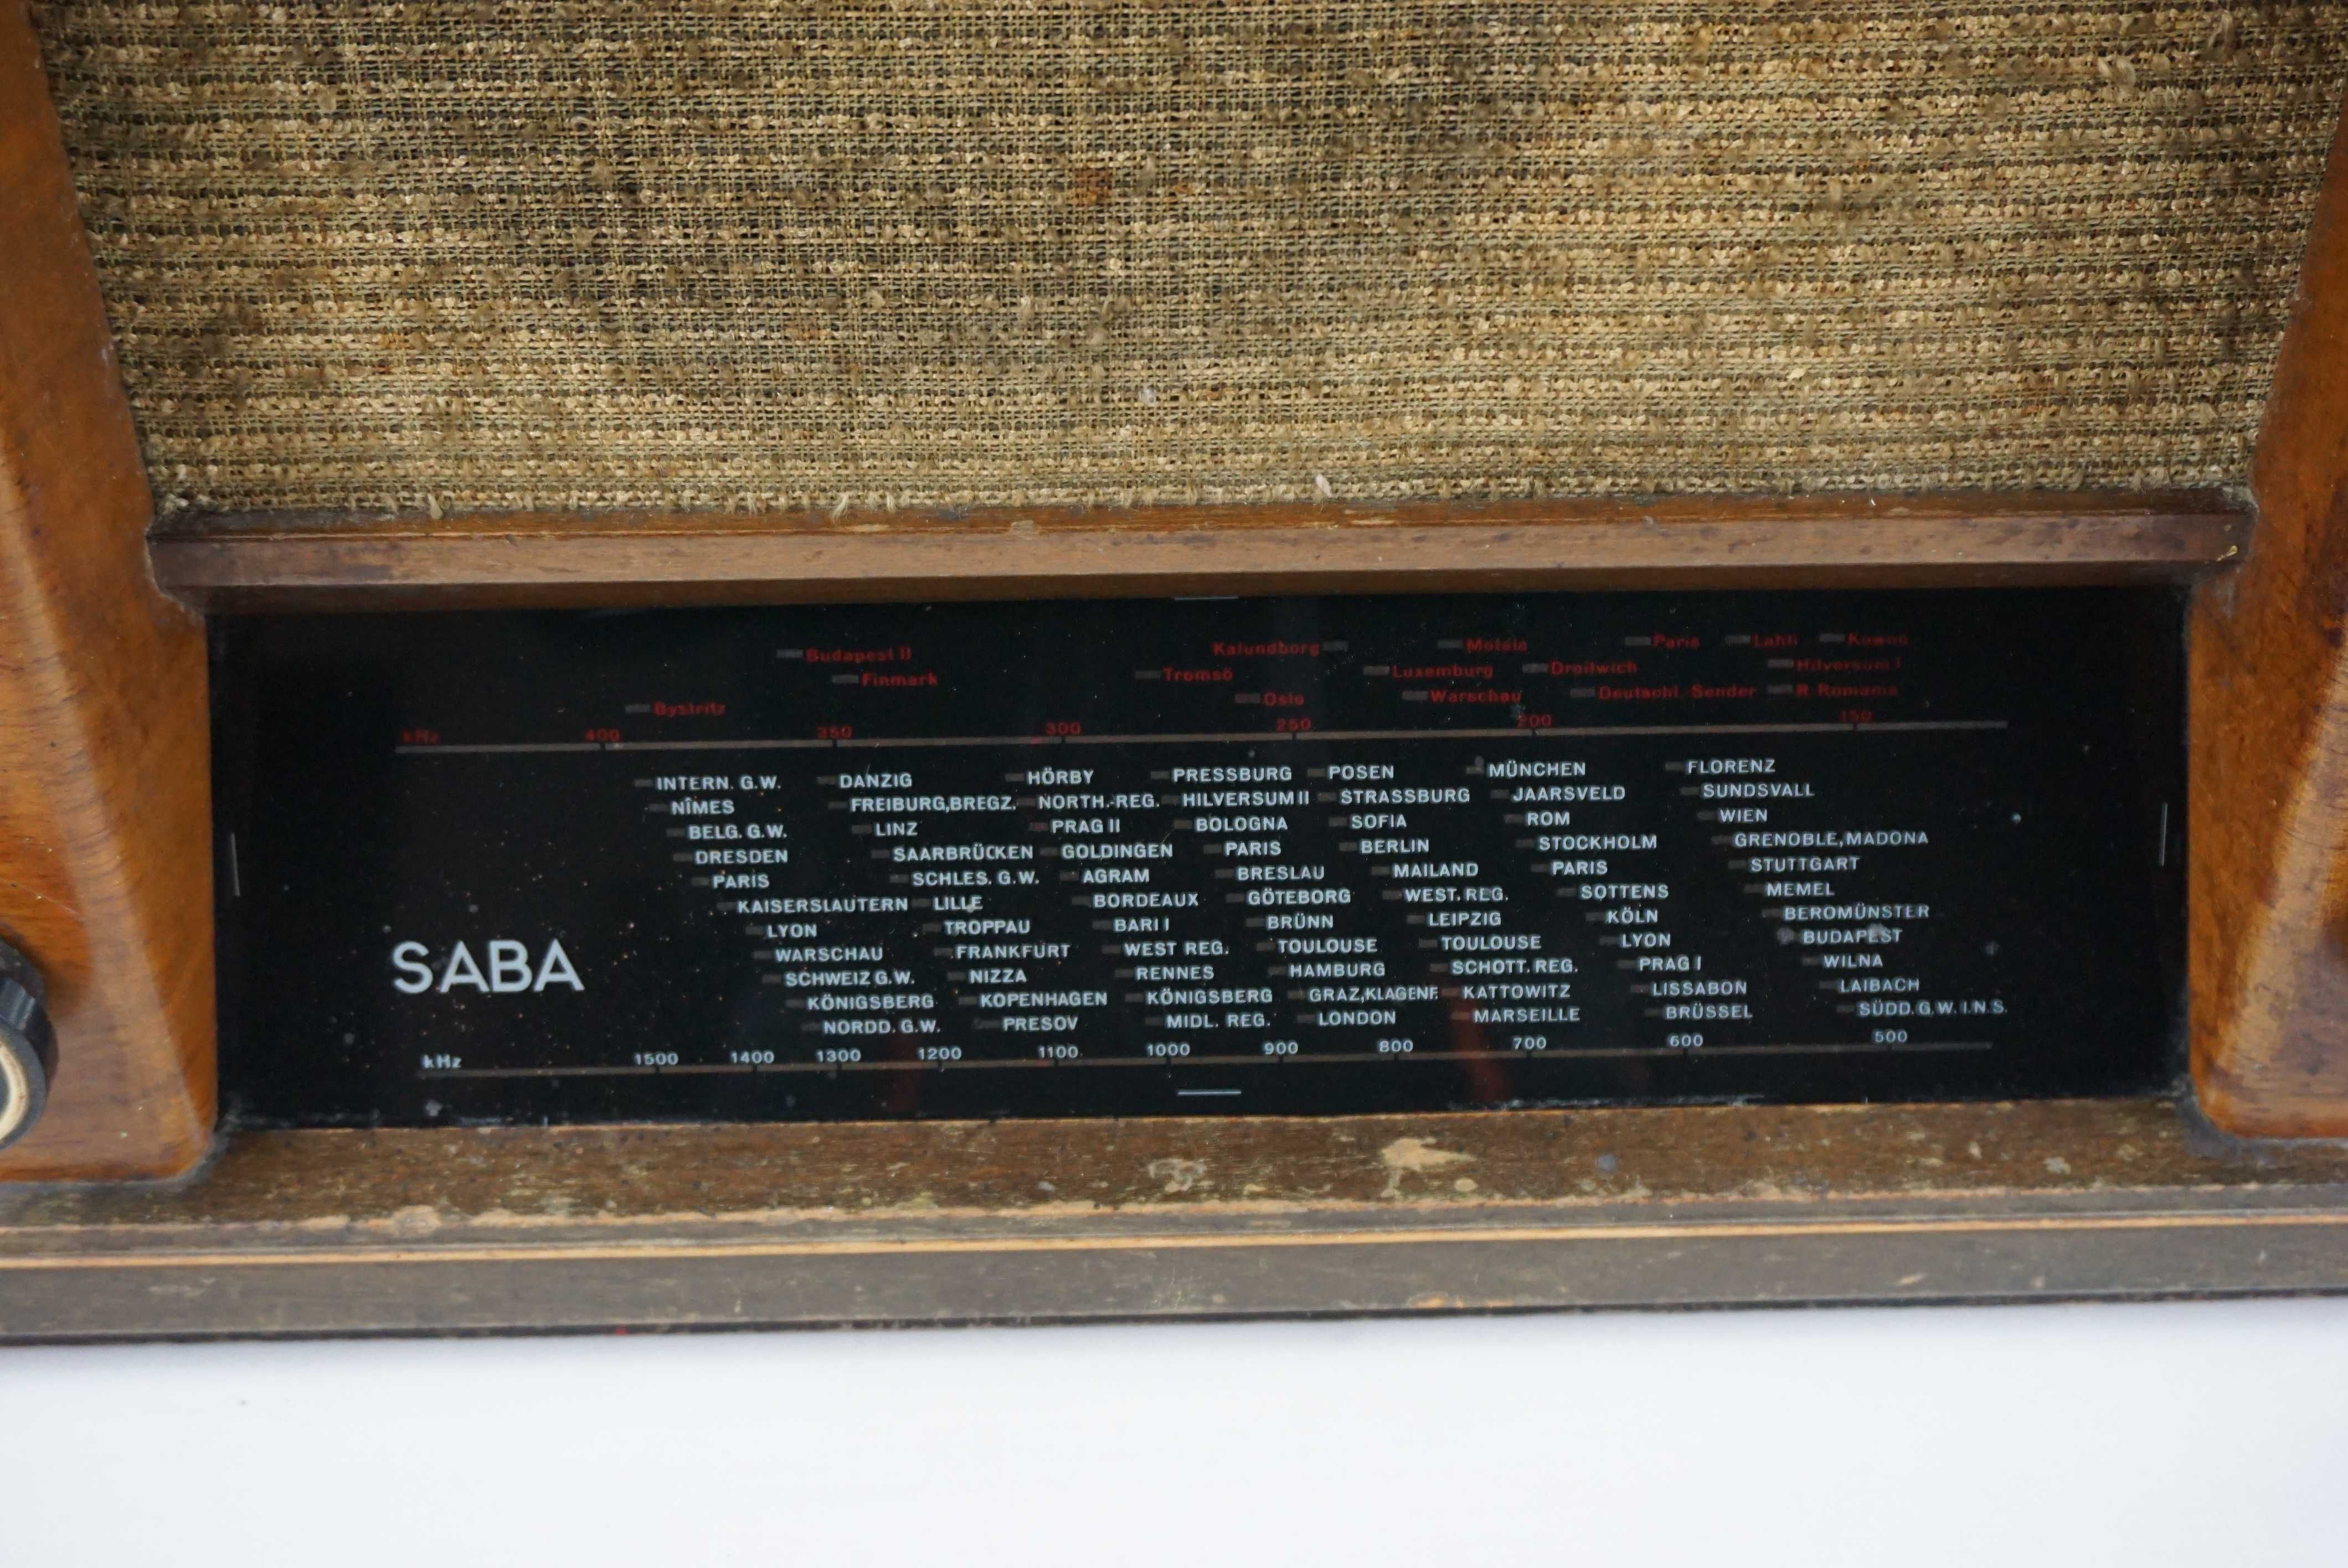 Kalundborg Motala Paris Lahti Kowno
Budapest II Luxemburg Droitwich Hilversum I
Finmark Tromsö Oslo Warschau Deutschl. Sender R. Romania
Bystritz
kHz 400 350 300 250 200 150
INTERN. G.W. DANZIG HÖRBY PRESSBURG POSEN MÜNCHEN FLORENZ
NÎMES FREIBURG,BREGZ. NORTH.-REG. HILVERSUM II STRASSBURG JAARSVELD SUNDSVALL
BELG. G.W. LINZ PRAG II BOLOGNA SOFIA ROM WIEN
DRESDEN SAARBRÜCKEN GOLDINGEN PARIS BERLIN STOCKHOLM GRENOBLE,MADONA
PARIS SCHLES. G.W. AGRAM BRESLAU MAILAND PARIS STUTTGART
KAISERSLAUTERN LILLE BORDEAUX GÖTEBORG WEST. REG. SOTTENS MEMEL
LYON TROPPAU BARI I BRÜNN LEIPZIG KÖLN BEROMÜNSTER
WARSCHAU FRANKFURT WEST REG. TOULOUSE TOULOUSE LYON BUDAPEST
SCHWEIZ G.W. NIZZA RENNES HAMBURG SCHOTT. REG. PRAG I WILNA
KÖNIGSBERG KOPENHAGEN KÖNIGSBERG GRAZ,KLAGENF. KATTOWITZ LISSABON LAIBACH
NORDD. G.W. PRESOV MIDL. REG. LONDON MARSEILLE BRÜSSEL SÜDD. G.W. I.N.S.
SABA
kHz 1500 1400 1300 1200 1100 1000 900 800 700 600 500